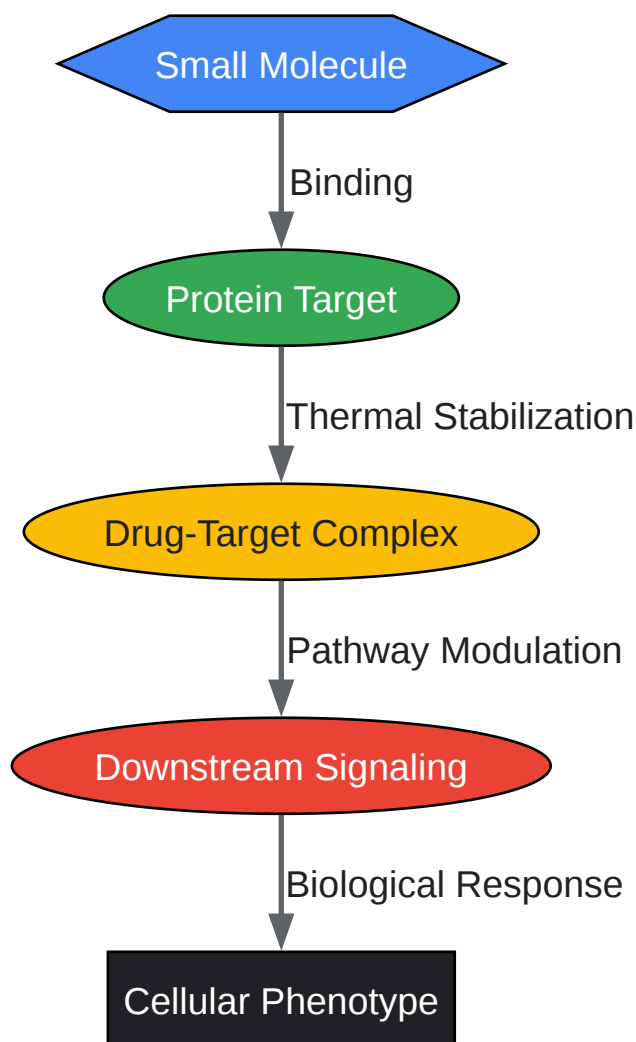 Small Molecule
Binding
Protein Target
Thermal Stabilization
Drug-Target Complex
Pathway Modulation
Downstream Signaling
Biological Response
Cellular Phenotype